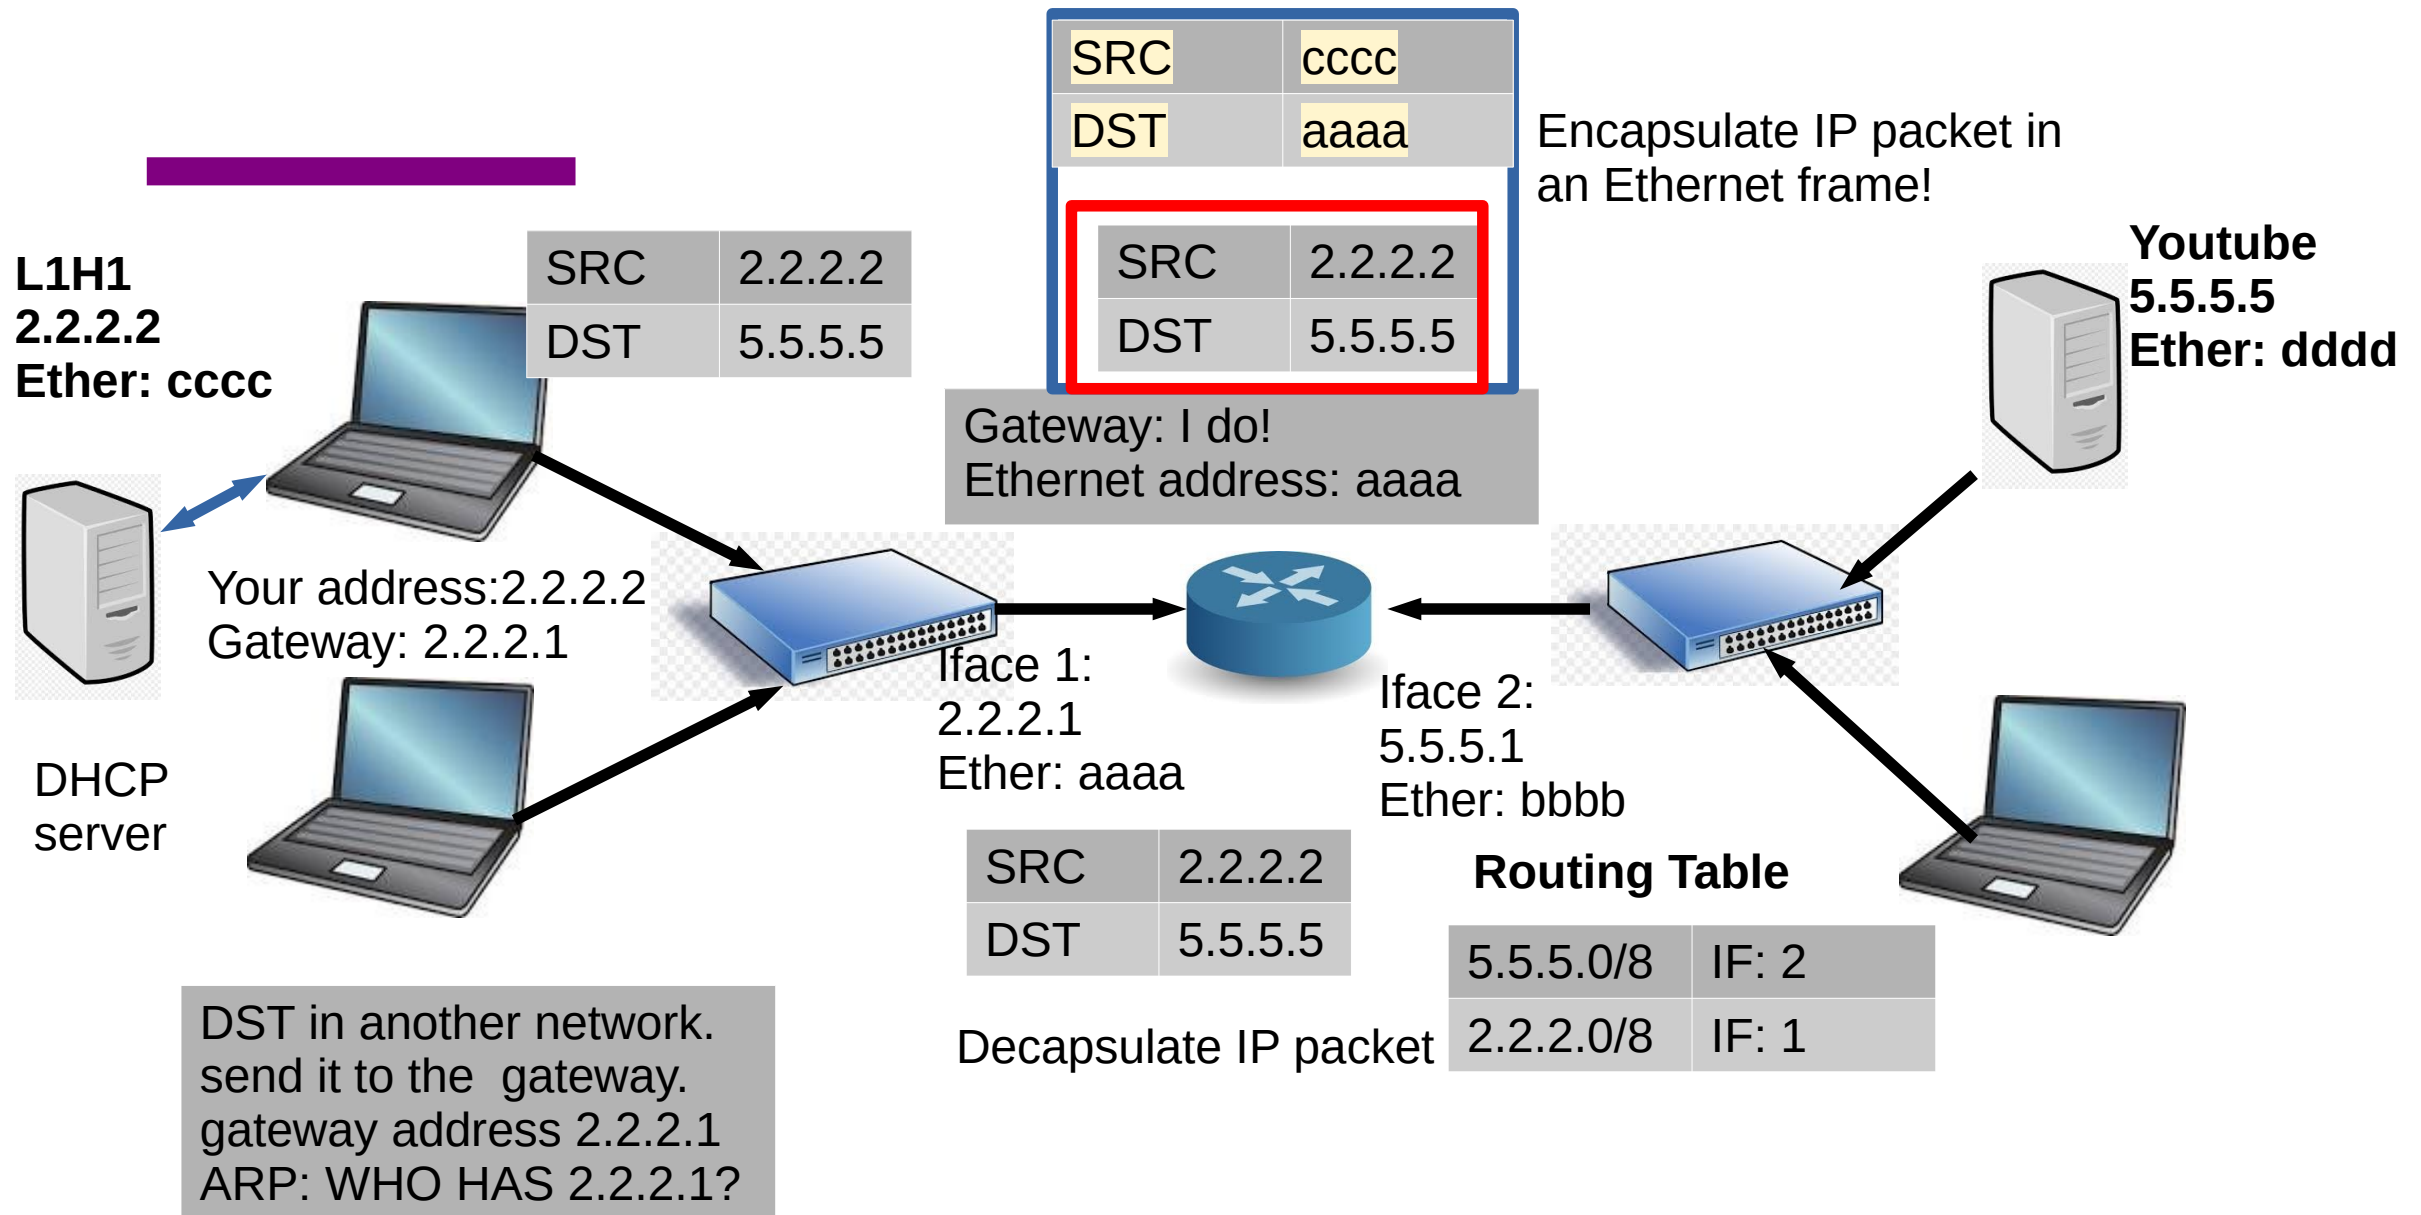 SRC cccc
DST aaaa
Encapsulate IP packet in
an Ethernet frame!
L1H1
2.2.2.2
Ether: cccc
SRC 2.2.2.2
DST 5.5.5.5
SRC 2.2.2.2
DST 5.5.5.5
Youtube
5.5.5.5
Ether: dddd
Gateway: I do!
Ethernet address: aaaa
Your address:2.2.2.2
Gateway: 2.2.2.1
Iface 1:
2.2.2.1
Ether: aaaa
Iface 2:
5.5.5.1
Ether: bbbb
DHCP
server
SRC 2.2.2.2
DST 5.5.5.5
Routing Table
5.5.5.0/8 IF: 2
2.2.2.0/8 IF: 1
Decapsulate IP packet
DST in another network.
send it to the  gateway.
gateway address 2.2.2.1
ARP: WHO HAS 2.2.2.1?